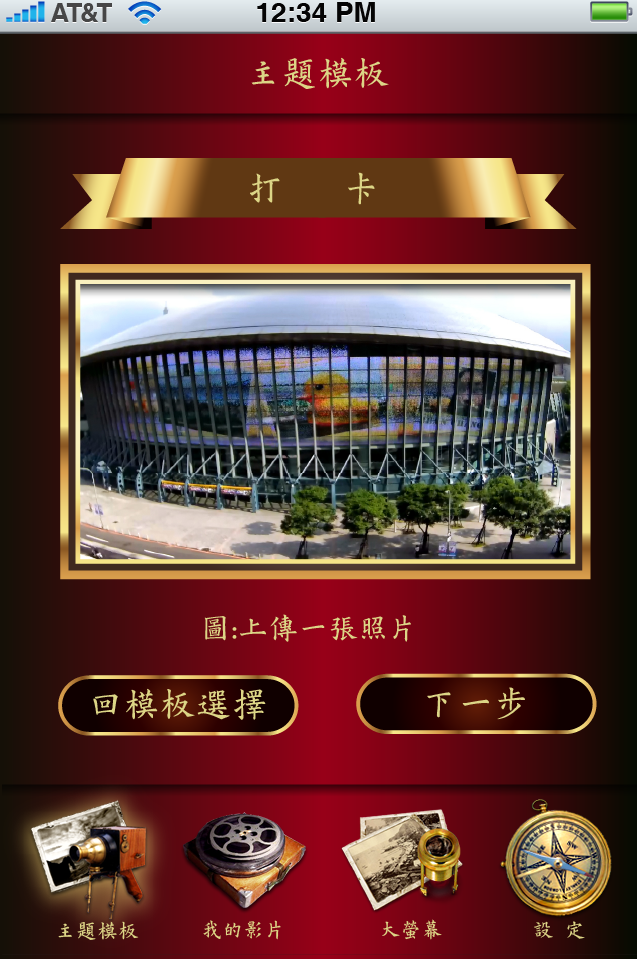 AT&T 12:34 PM
主題模板
打 卡
圖:上傳一張照片
回模板選擇 下一步
主題模板 我的影片 大螢幕 設定